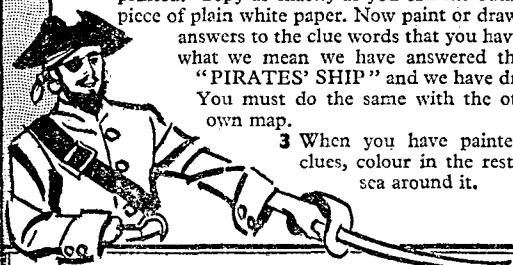 piece of plain white paper. Now paint or draw
answers to the clue words that you hav
what we mean we have answered th
"PIRATES' SHIP" and we have d
You must do the same with the ot
own map.
3 When you have painte
clues, colour in the rest
sea around it.